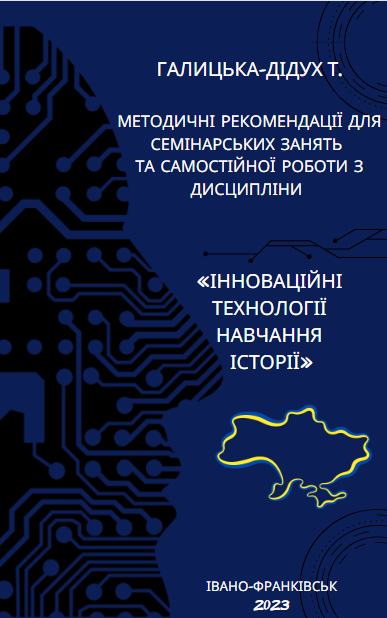 ГАЛИЦЬКА-ДІДУХ Т.
МЕТОДИЧНІ РЕКОМЕНДАЦІЇ ДЛЯ
СЕМІНАРСЬКИХ ЗАНЯТЬ
ТА САМОСТІЙНОЇ РОБОТИ З
ДИСЦИПЛІНИ
«ІННОВАЦІЙНІ
ТЕХНОЛОГІЇ
НАВЧАННЯ
ІСТОРІЇ»
ІВАНО-ФРАНКІВСЬК
2023